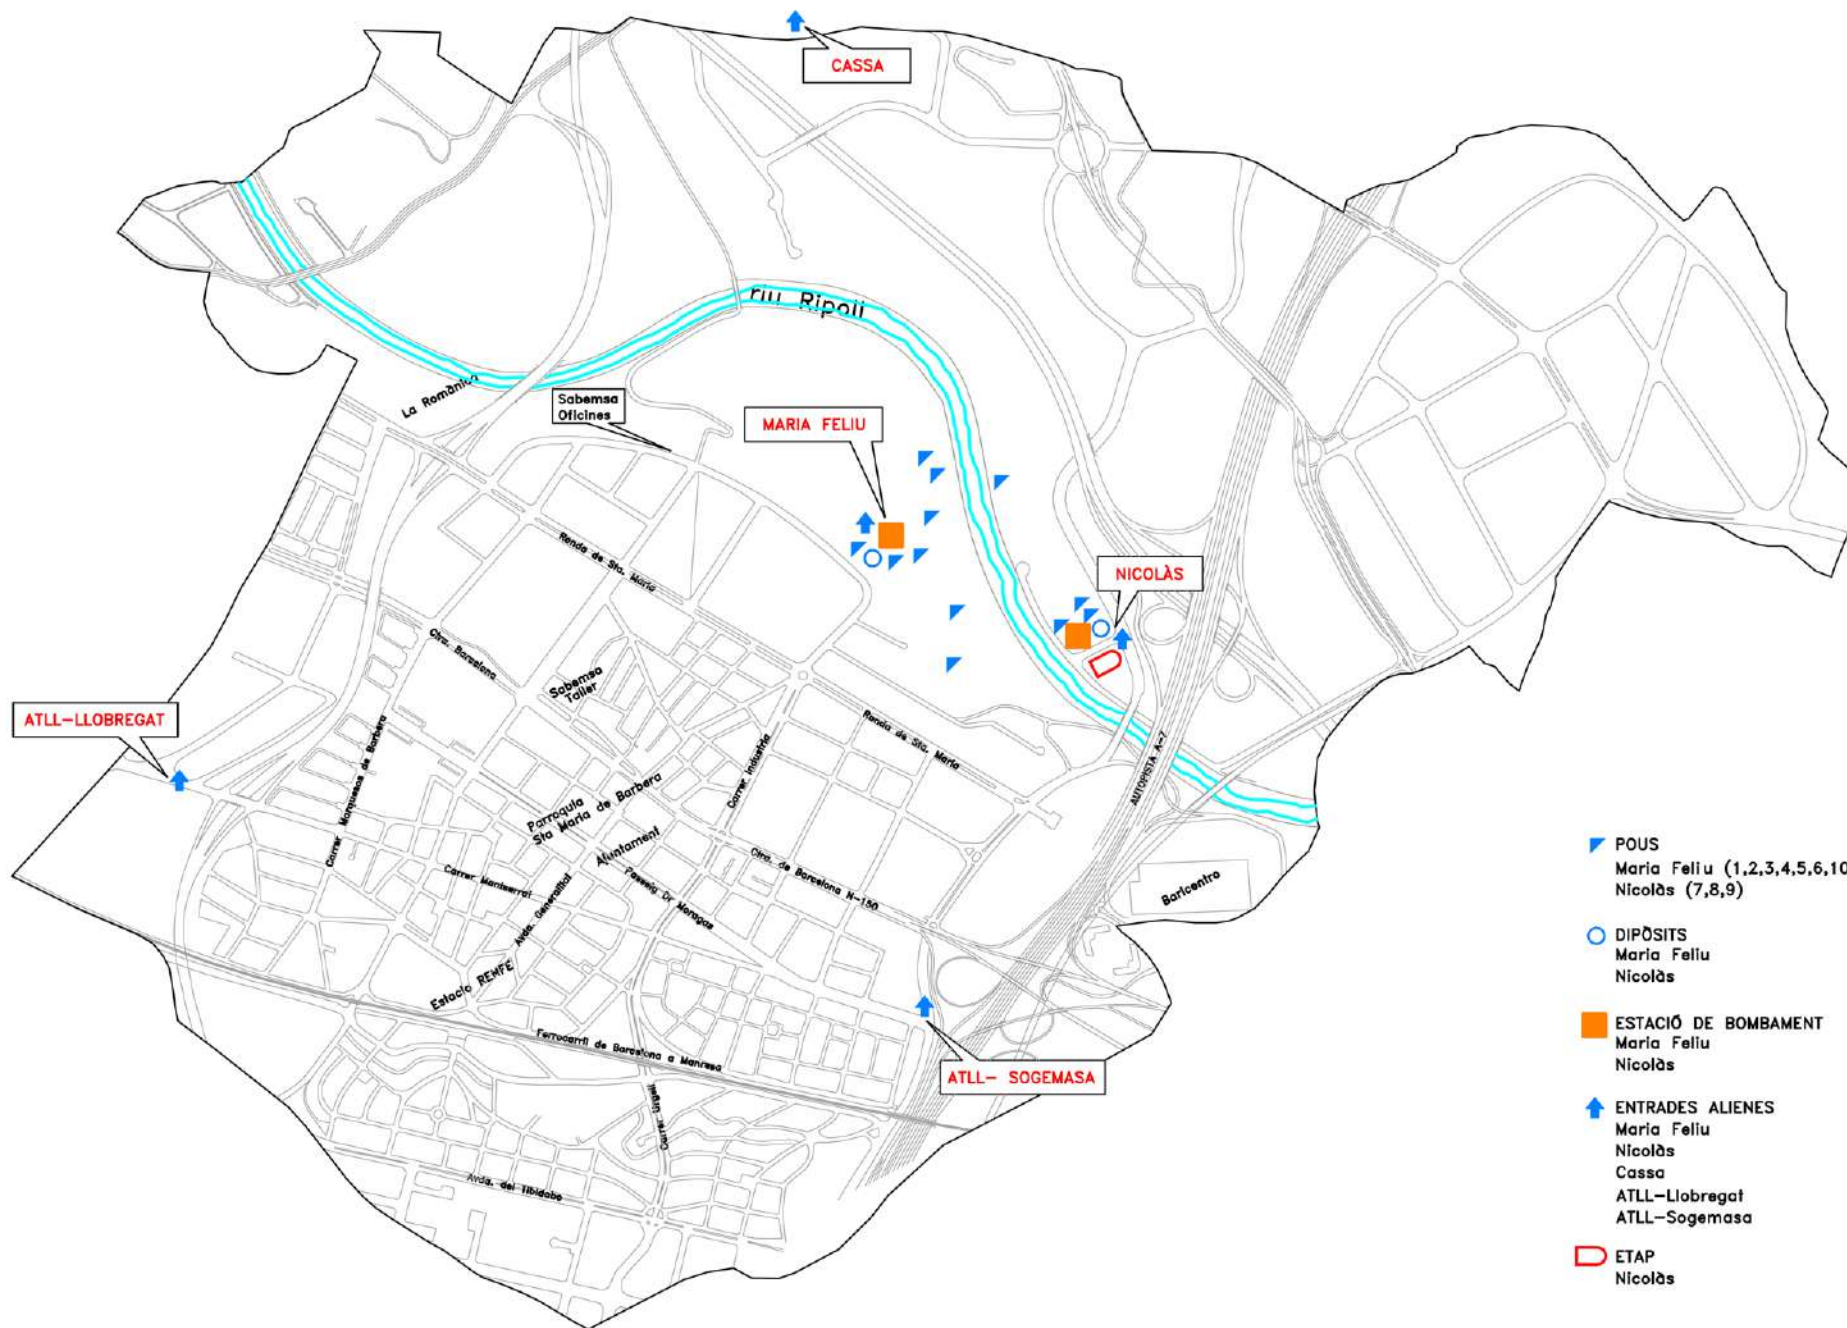 CASSA
riu Ripoll
La Romànica
Sabemsa
Oficines
MARIA FELIU
NICOLÀS
Ronda de Sta. Maria
Ctra. Barcelona
Sabemsa
Taller
ATLL-LLOBREGAT
Carrer Marquesos de Barbera
Carrer Industria
Ronda de Sta. Maria
AUTOPISTA A-7
Parroquia
Sta Maria de Barbera
Ajuntament
Carrer Montserrat
Avda. Generalitat
Passeig Dr Moragas
Ctra. de Barcelona N-150
Baricentro
Estacio RENFE
Ferrocarril de Barcelona a Manresa
ATLL- SOGEMASA
Carrer Urgell
Avda. del Tibidabo
POUS
Maria Feliu (1,2,3,4,5,6,10
Nicolàs (7,8,9)
DIPÒSITS
Maria Feliu
Nicolàs
ESTACIÓ DE BOMBAMENT
Maria Feliu
Nicolàs
ENTRADES ALIENES
Maria Feliu
Nicolàs
Cassa
ATLL-Llobregat
ATLL-Sogemasa
ETAP
Nicolàs